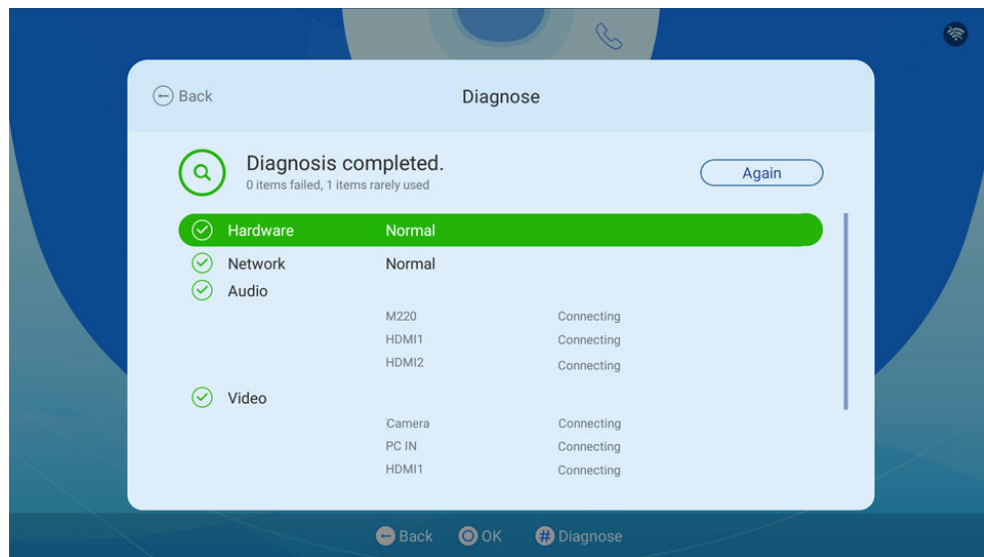 Back
Diagnose
Diagnosis completed.
0 items failed, 1 items rarely used
Again
Hardware Normal
Network Normal
Audio
M220 Connecting
HDMI1 Connecting
HDMI2 Connecting
Video
Camera Connecting
PC IN Connecting
HDMI1 Connecting
Back OK # Diagnose